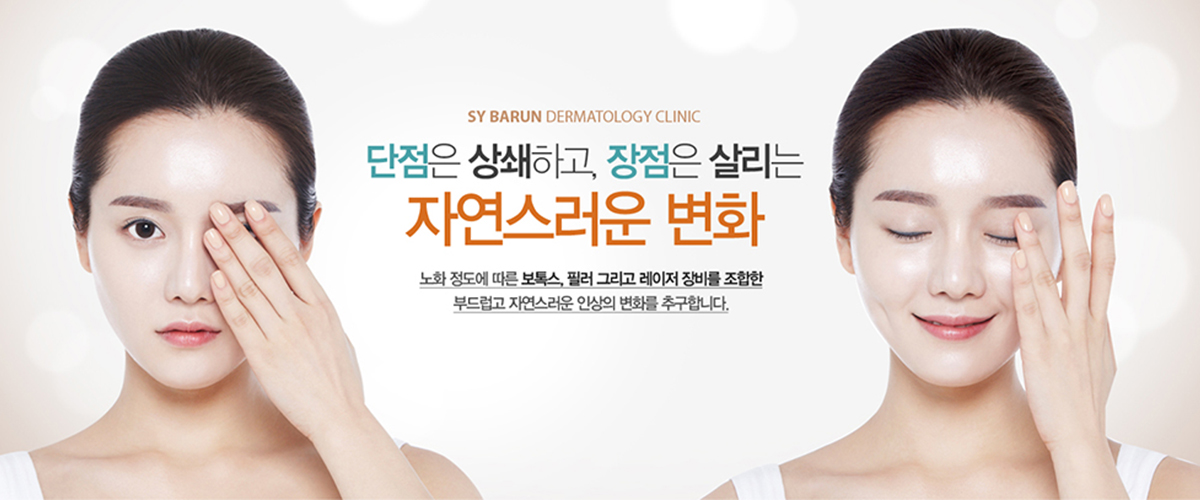 SY BARUN DERMATOLOGY CLINIC
단점은 상쇄하고, 장점은 살리는
자연스러운 변화
노화 정도에 따른 보톡스, 필러 그리고 레이저 장비를 조합한
부드럽고 자연스러운 인상의 변화를 추구합니다.